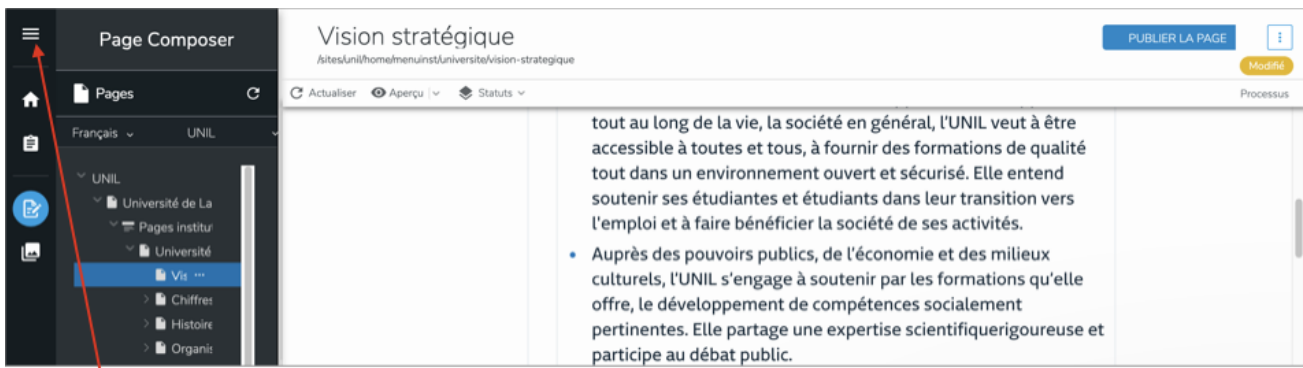 Page Composer
Vision stratégique
/sites/unil/home/menuinst/universite/vision-strategique
PUBLIER LA PAGE
Modifié
Pages
Actualiser Aperçu Statuts
Processus
Français UNIL
UNIL
Université de La
Pages institu
Université
Vis ...
Chiffres
Histoire
Organis
tout au long de la vie, la société en général, l'UNIL veut à être
accessible à toutes et tous, à fournir des formations de qualité
tout dans un environnement ouvert et sécurisé. Elle entend
soutenir ses étudiantes et étudiants dans leur transition vers
l'emploi et à faire bénéficier la société de ses activités.
• Auprès des pouvoirs publics, de l'économie et des milieux
culturels, l'UNIL s'engage à soutenir par les formations qu'elle
offre, le développement de compétences socialement
pertinentes. Elle partage une expertise scientifiquerigoureuse et
participe au débat public.